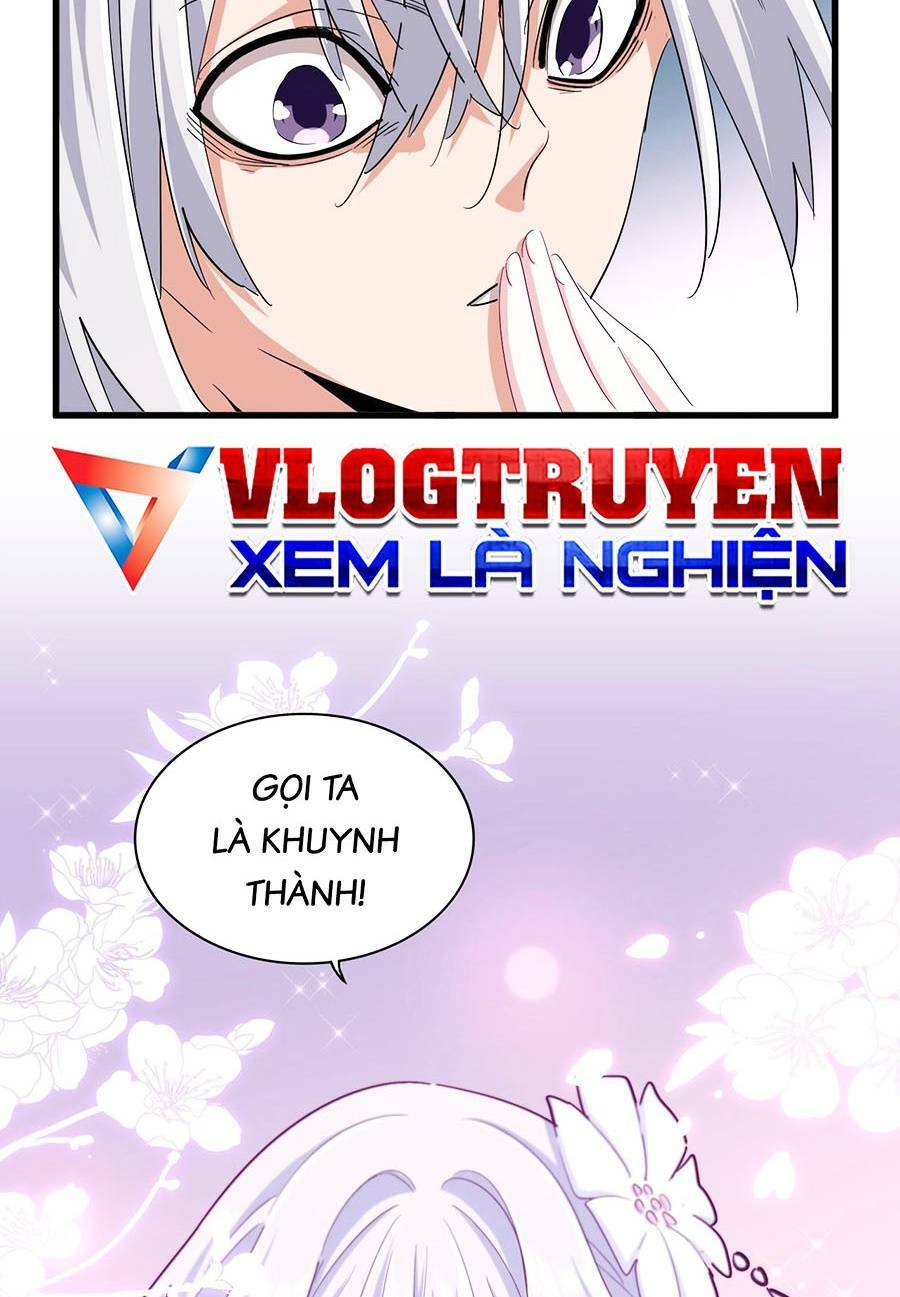 VLOGTRUYEN
XEM LÀ NGHIỆN
GỌI TA
LÀ KHUYNH
THÀNH!